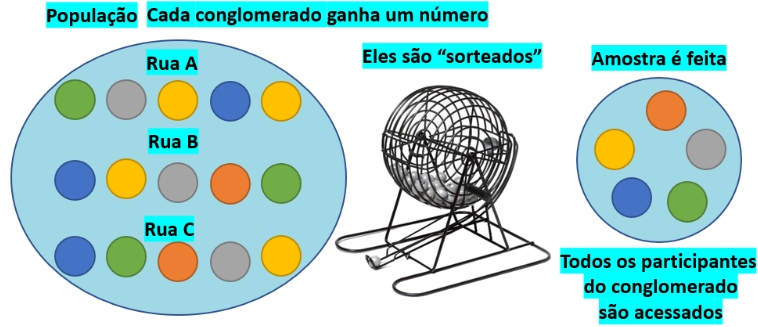 População Cada conglomerado ganha um número
Rua A
Rua B
Rua C
Eles são “sorteados”
Amostra é feita
Todos os participantes
do conglomerado
são acessados